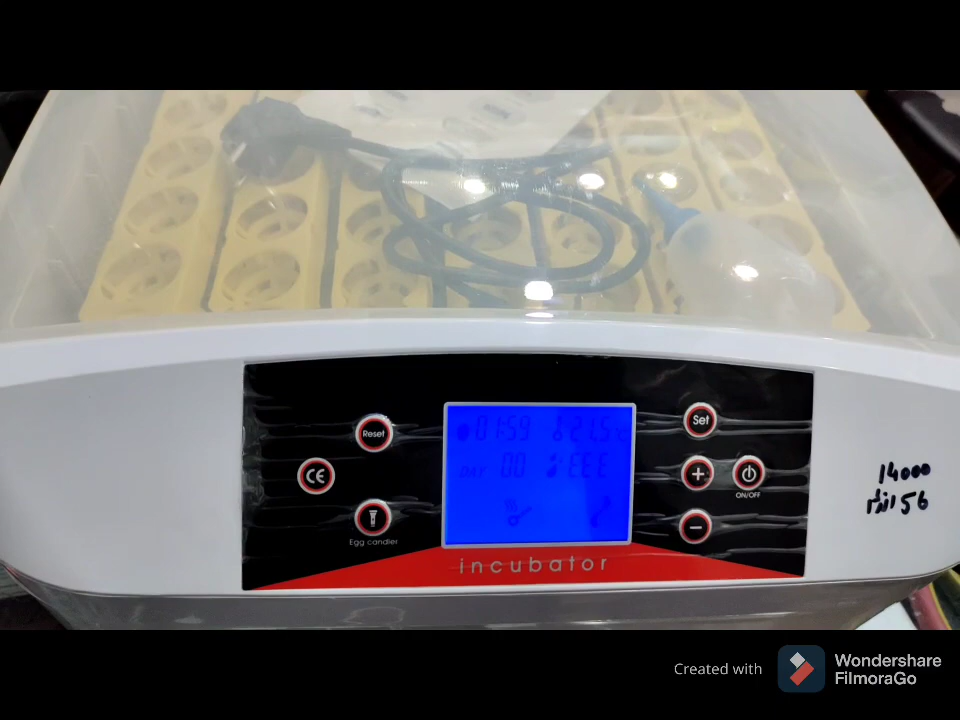 01:59 21.5°C
DAY 00 EEE
Reset
CE
Egg candler
Set
+
ON/OFF
-
incubator
14000
56 انڈے
Created with
Wondershare
FilmoraGo